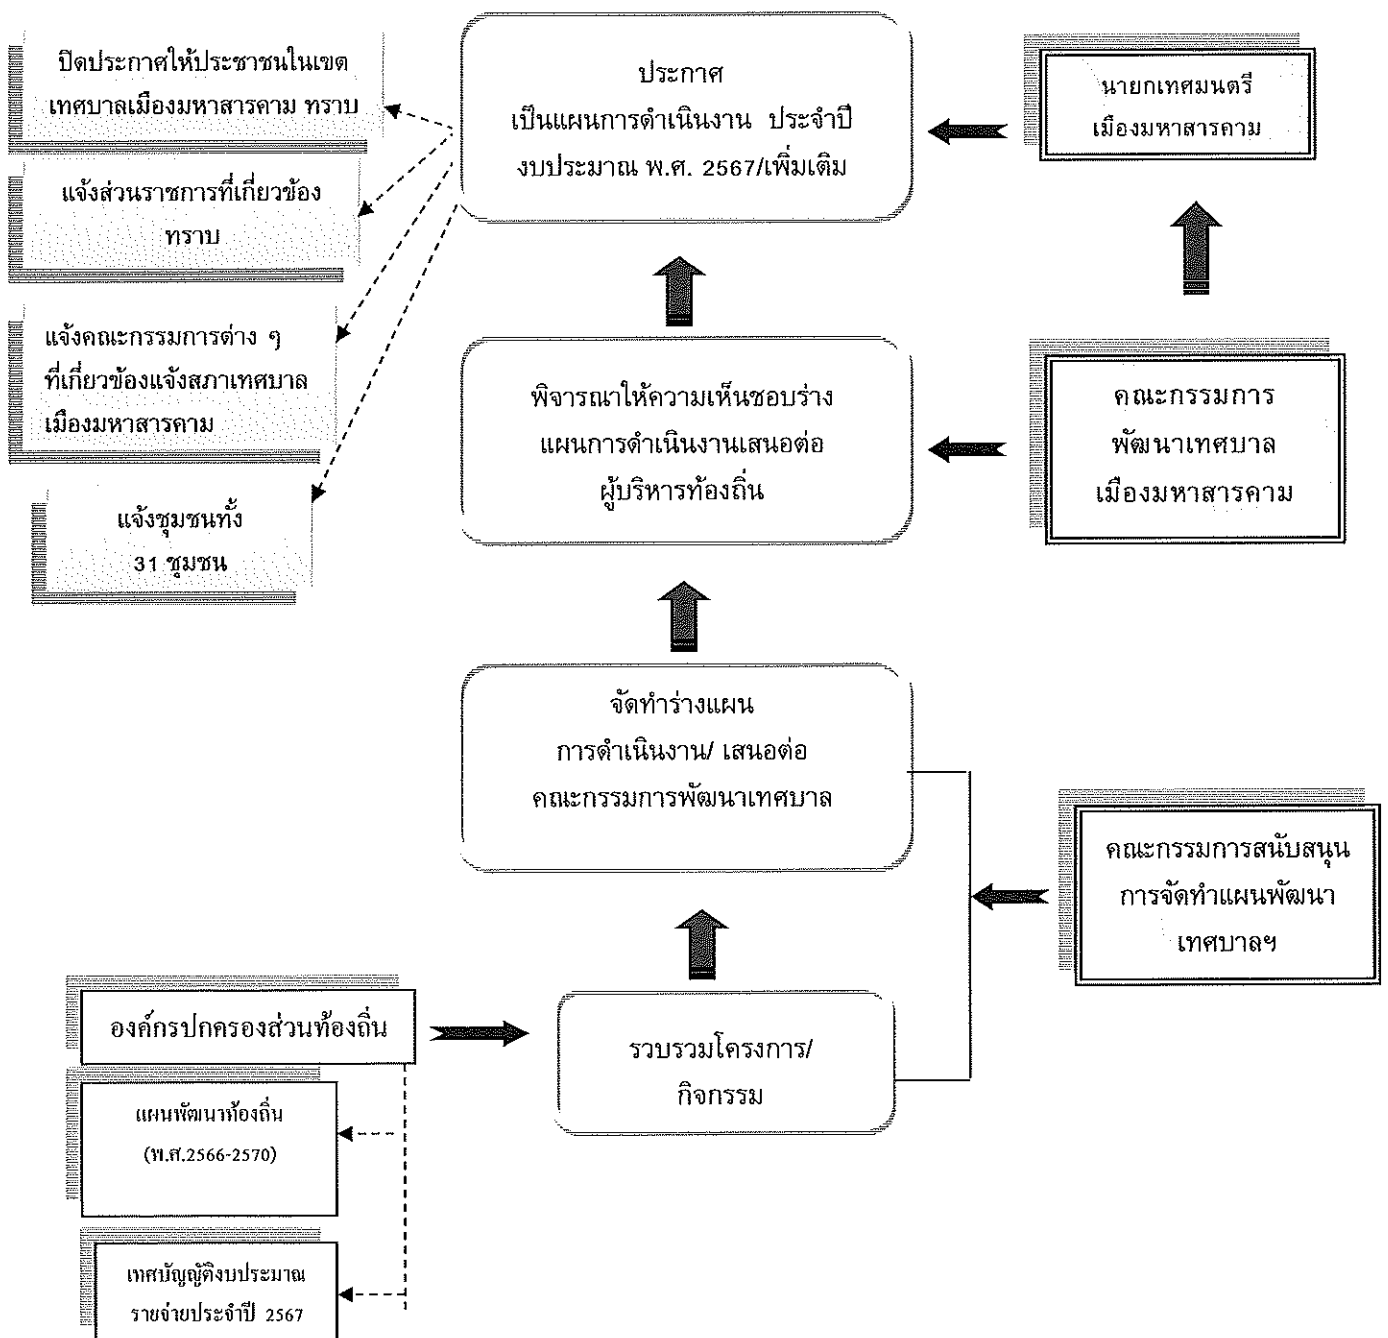 ปิดประกาศให้ประชาชนในเขต
เทศบาลเมืองมหาสารคาม ทราบ
แจ้งส่วนราชการที่เกี่ยวข้อง
ทราบ
แจ้งคณะกรรมการต่าง ๆ
ที่เกี่ยวข้องแจ้งสภาเทศบาล
เมืองมหาสารคาม
แจ้งชุมชนทั้ง
31 ชุมชน
ประกาศ
เป็นแผนการดำเนินงาน ประจำปี
งบประมาณ พ.ศ. 2567/เพิ่มเติม
นายกเทศมนตรี
เมืองมหาสารคาม
พิจารณาให้ความเห็นชอบร่าง
แผนการดำเนินงานเสนอต่อ
ผู้บริหารท้องถิ่น
คณะกรรมการ
พัฒนาเทศบาล
เมืองมหาสารคาม
จัดทำร่างแผน
การดำเนินงาน/ เสนอต่อ
คณะกรรมการพัฒนาเทศบาล
คณะกรรมการสนับสนุน
การจัดทำแผนพัฒนา
เทศบาลฯ
องค์กรปกครองส่วนท้องถิ่น
รวบรวมโครงการ/
กิจกรรม
แผนพัฒนาท้องถิ่น
(พ.ศ.2566-2570)
เทศบัญญัติงบประมาณ
รายจ่ายประจำปี 2567